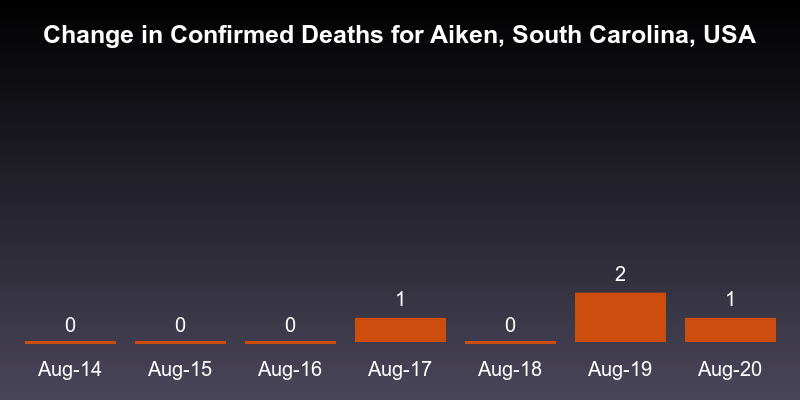 Change in Confirmed Deaths for Aiken, South Carolina, USA
2
1 1
0 0 0 0
Aug-14 Aug-15 Aug-16 Aug-17 Aug-18 Aug-19 Aug-20